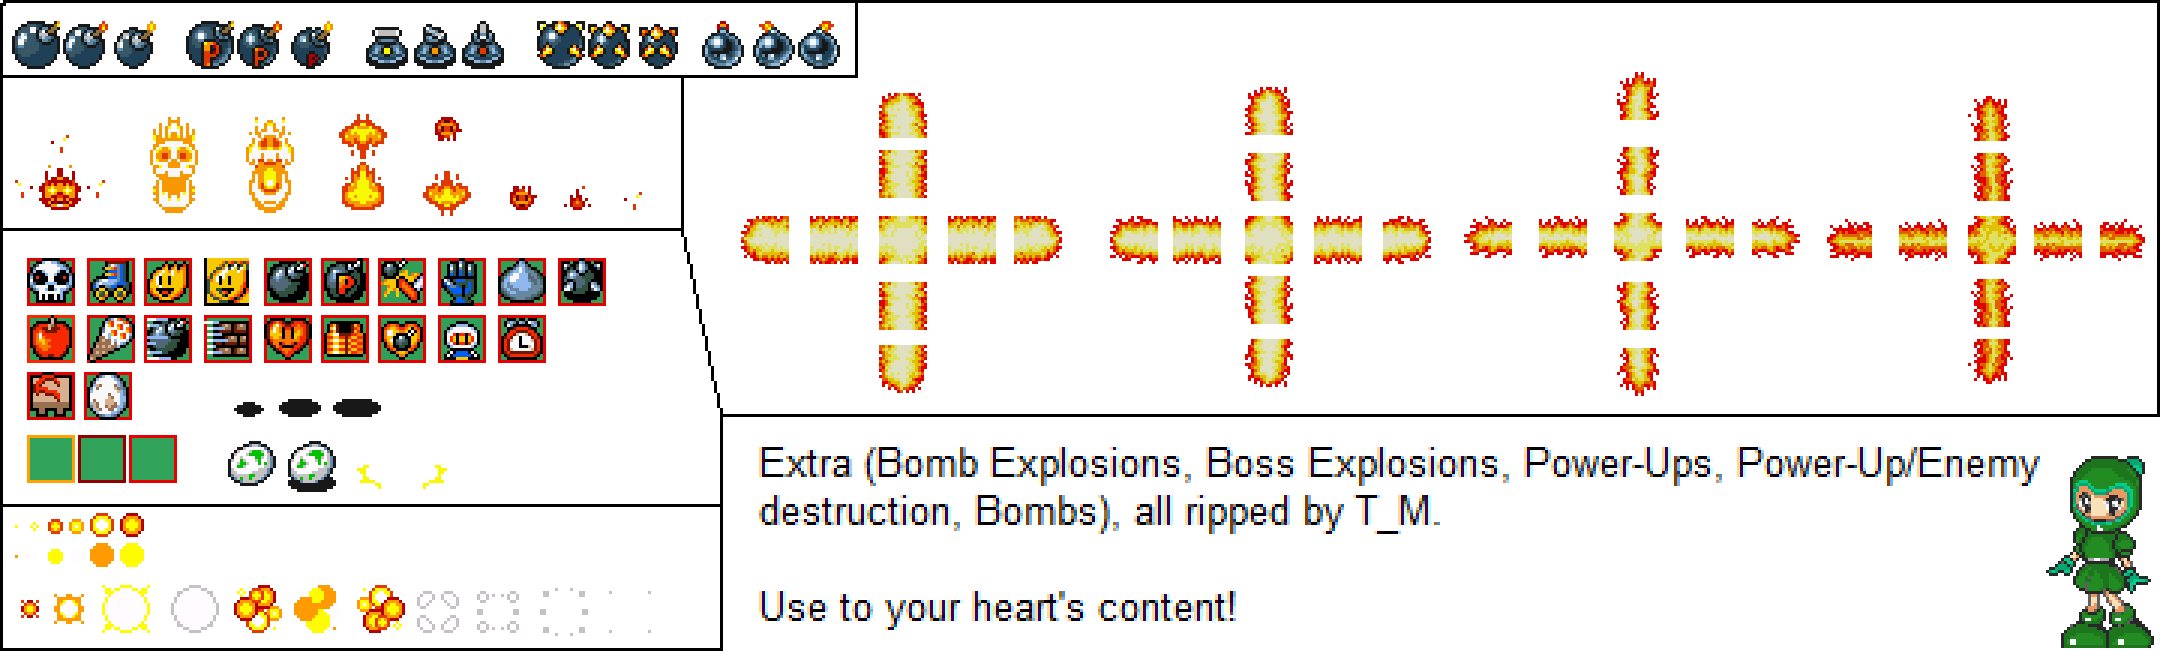 P P P
P
Extra (Bomb Explosions, Boss Explosions, Power-Ups, Power-Up/Enemy
destruction, Bombs), all ripped by T_M.
Use to your heart's content!